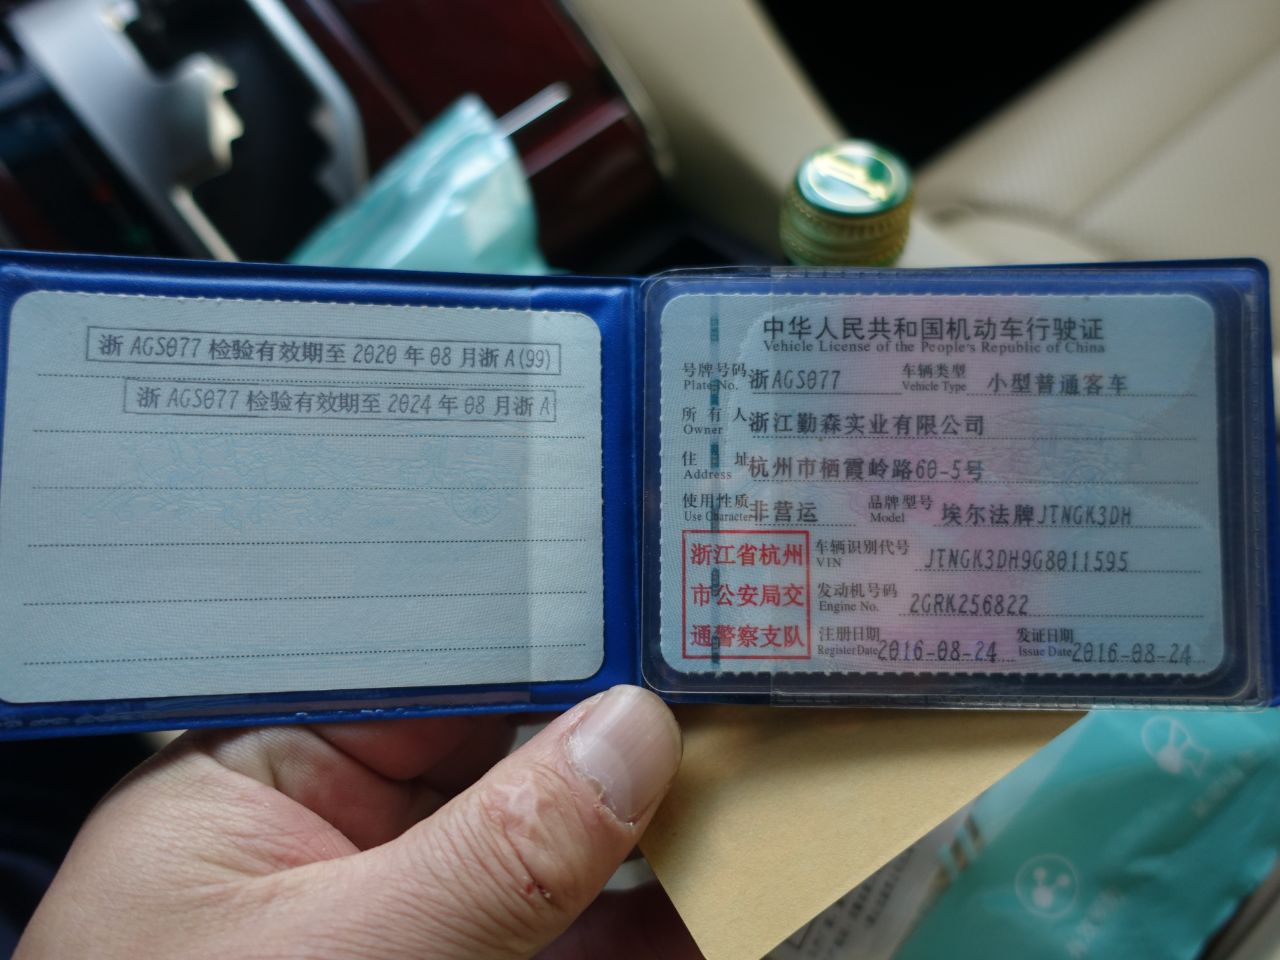 浙 AGS077 检验有效期至 2020 年 08 月浙 A(99)
浙 AGS077 检验有效期至 2024 年 08 月浙 A
中华人民共和国机动车行驶证
Vehicle License of the People's Republic of China
号牌号码 浙AGS077 车辆类型 小型普通客车
Plate No. Vehicle Type
所有人 浙江勤森实业有限公司
Owner
住址 杭州市栖霞岭路60-5号
Address
使用性质 非营运 品牌型号 埃尔法牌JTNGK3DH
Use Character Model
浙江省杭州
市公安局交
通警察支队
车辆识别代号 JTNGK3DH9G8011595
VIN
发动机号码 2GRK256822
Engine No.
注册日期 2016-08-24 发证日期 2016-08-24
Register Date Issue Date